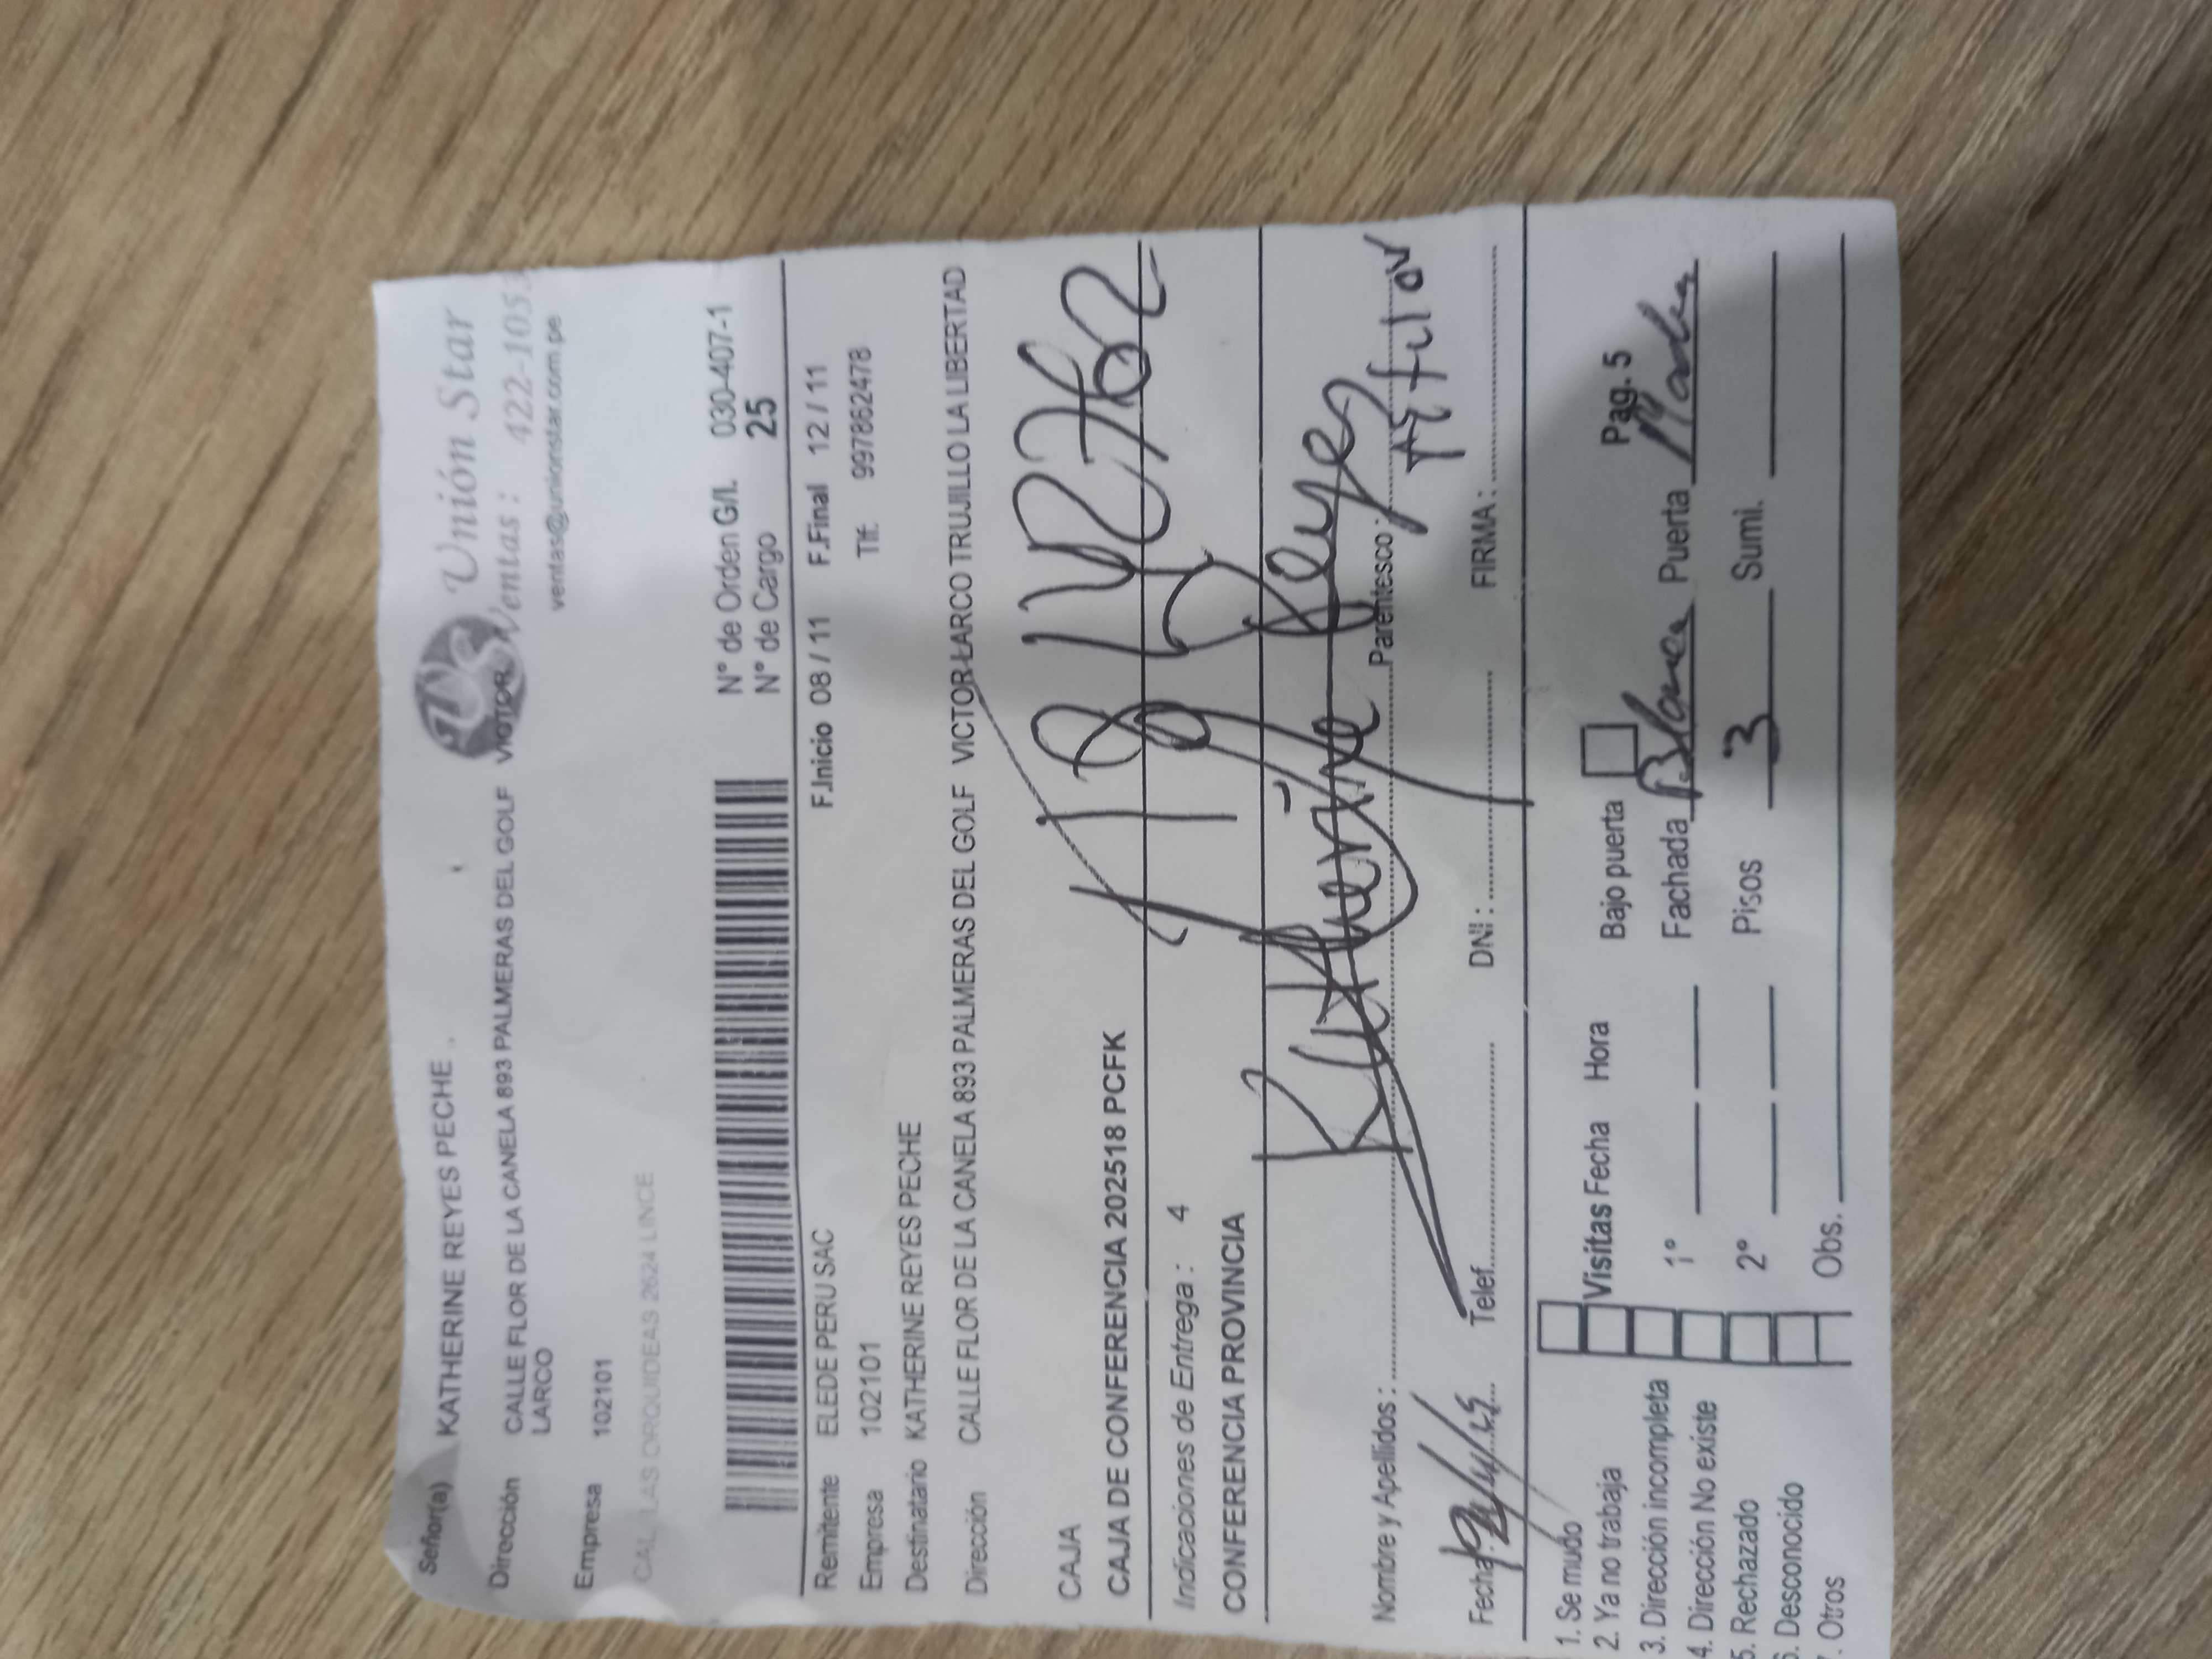 Señor(a) KATHERINE REYES PECHE .
Unión Star
Dirección CALLE FLOR DE LA CANELA 893 PALMERAS DEL GOLF VICTOR
LARCO
Ventas : 422-105
ventas@unionstar.com.pe
Empresa 102101
LAS ORQUIDEAS 2624 LINCE
N° de Orden G/I. 030-407-1
N° de Cargo 25
Remitente ELEDE PERU SAC F.Inicio 08 / 11 F.Final 12 / 11
Empresa 102101 Tlf: 99786​2478
Destinatario KATHERINE REYES PECHE
Dirección CALLE FLOR DE LA CANELA 893 PALMERAS DEL GOLF VICTOR LARCO TRUJILLO LA LIBERTAD
CAJA
CAJA DE CONFERENCIA 202518 PCFK
Indicaciones de Entrega : 4
CONFERENCIA PROVINCIA
Katherine Reyes
Nombre y Apellidos : Parentesco :
Titular
Fecha Telef. DNI : FIRMA :
1. Se mudo
2. Ya no trabaja
3. Dirección incompleta
4. Dirección No existe
5. Rechazado
6. Desconocido
7. Otros
Visitas Fecha Hora Bajo puerta Pag. 5
1° Fachada Blanca Puerta
2° Pisos 3 Sumi.
Obs.